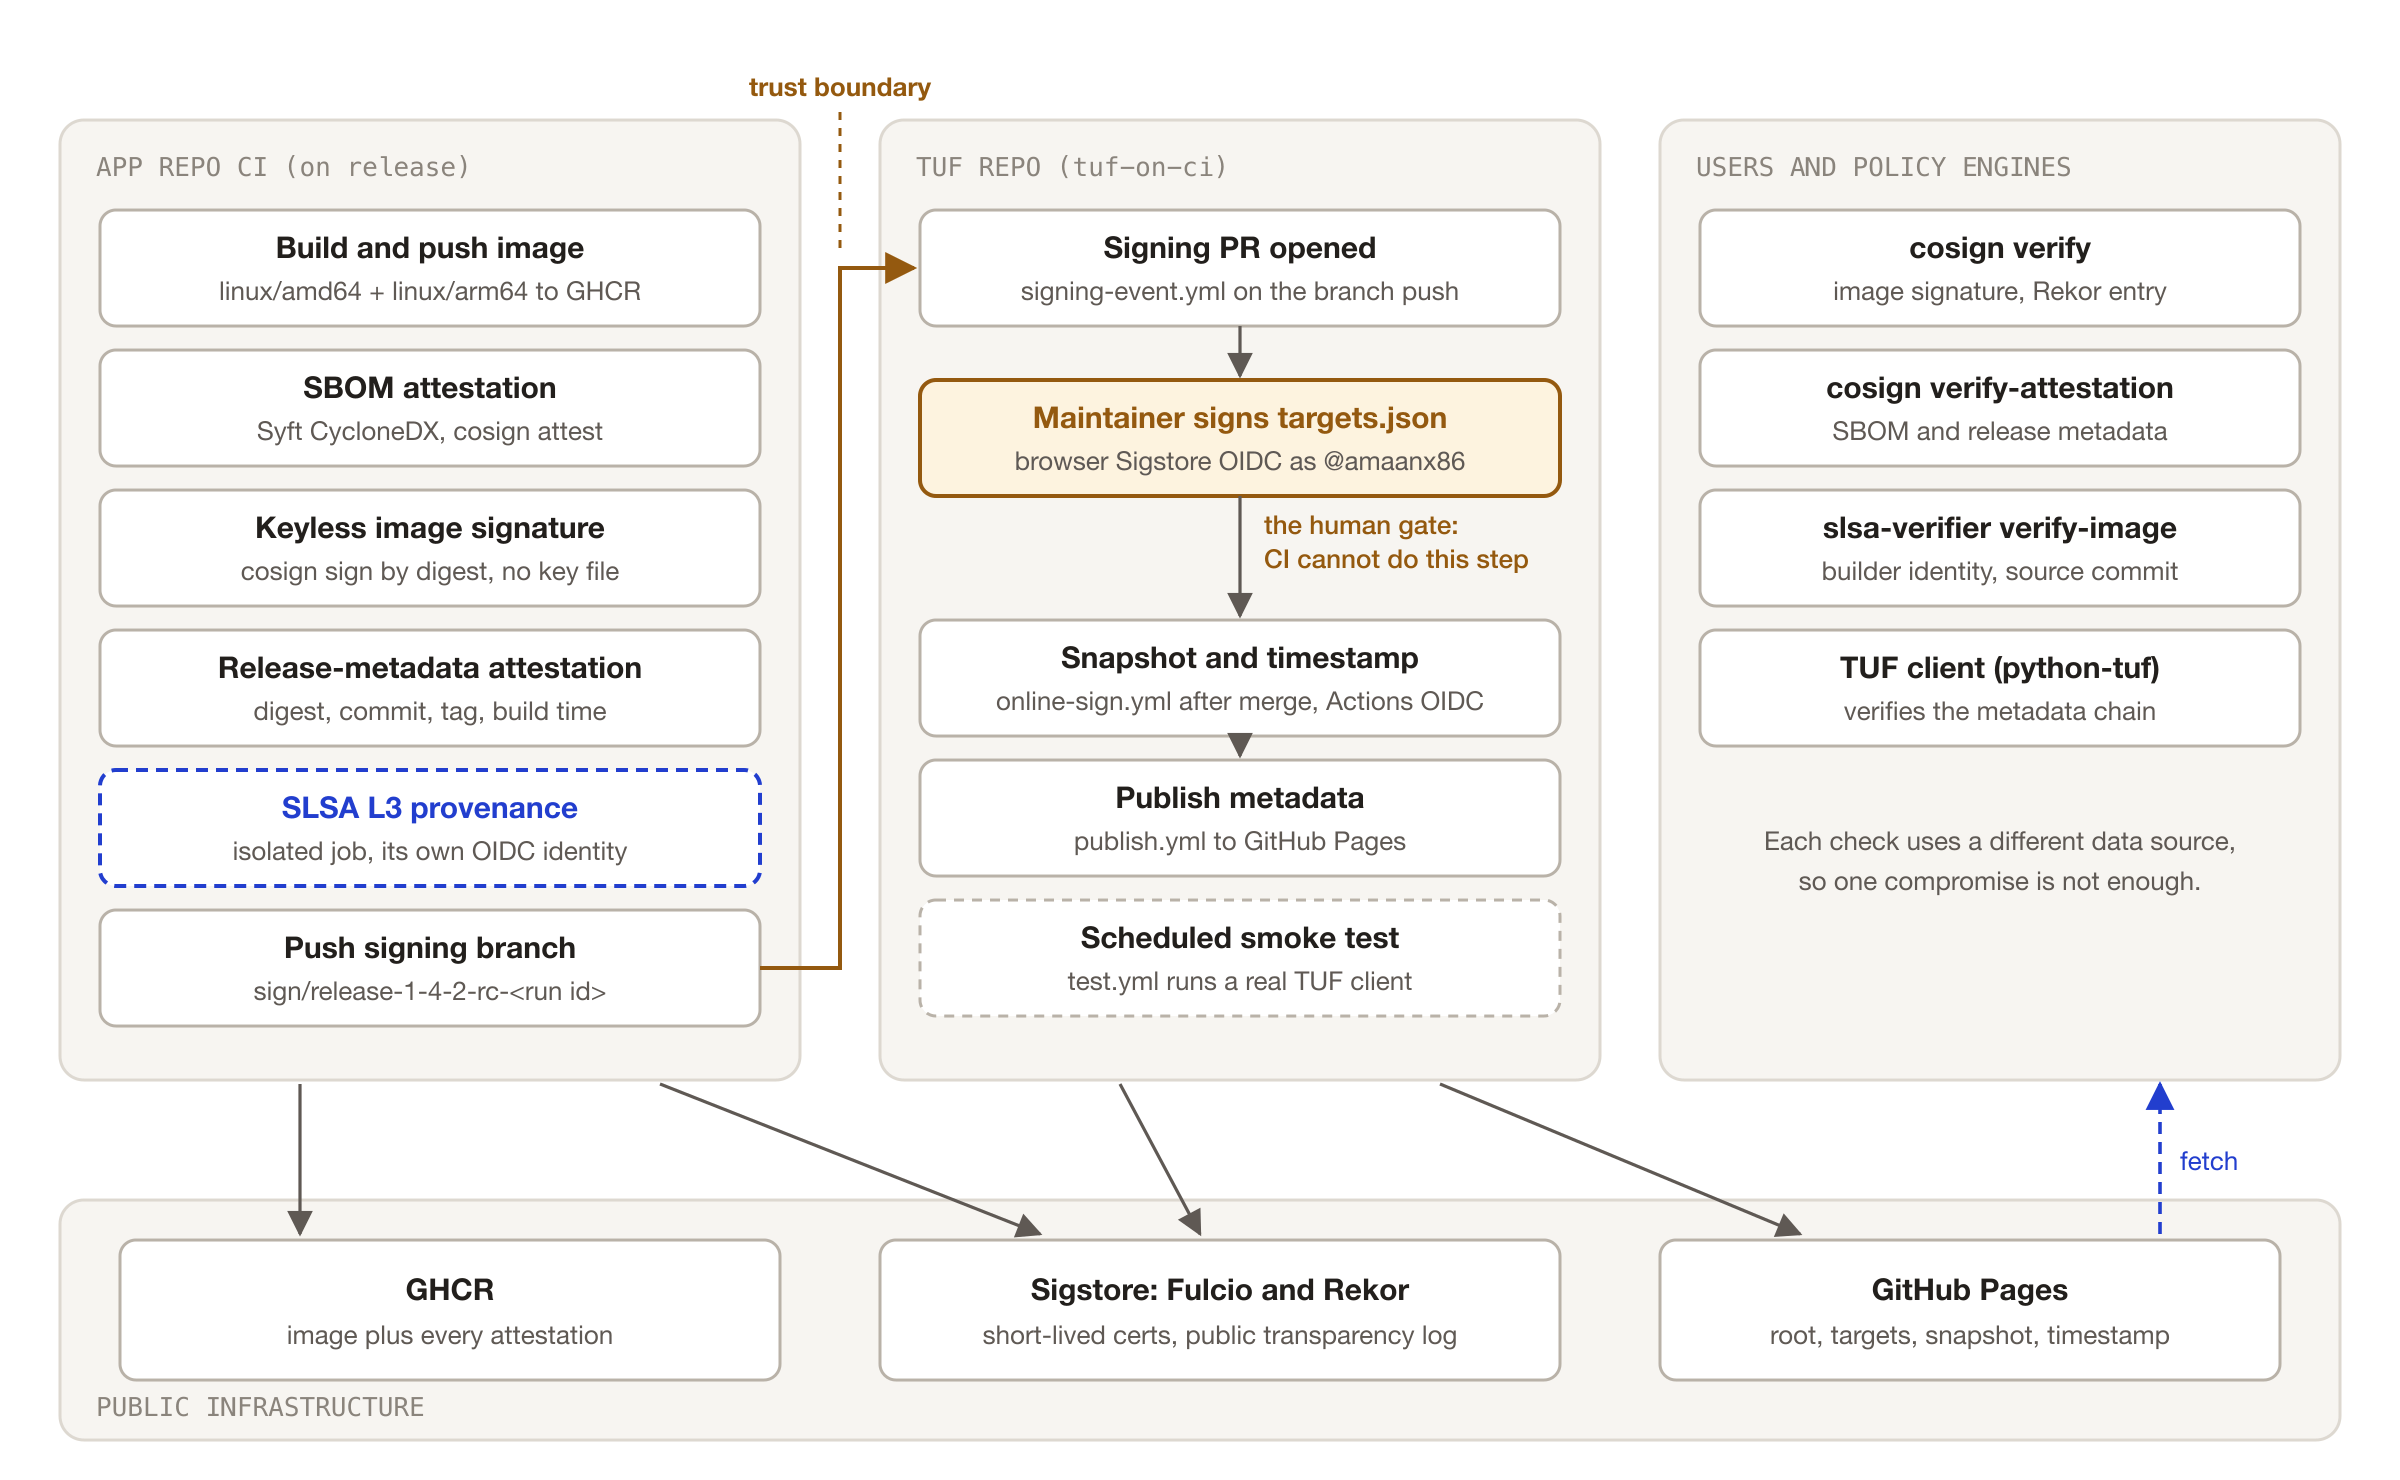 trust boundary
APP REPO CI (on release)
Build and push image
linux/amd64 + linux/arm64 to GHCR
SBOM attestation
Syft CycloneDX, cosign attest
Keyless image signature
cosign sign by digest, no key file
Release-metadata attestation
digest, commit, tag, build time
SLSA L3 provenance
isolated job, its own OIDC identity
Push signing branch
sign/release-1-4-2-rc-<run id>
TUF REPO (tuf-on-ci)
Signing PR opened
signing-event.yml on the branch push
Maintainer signs targets.json
browser Sigstore OIDC as @amaanx86
the human gate:
CI cannot do this step
Snapshot and timestamp
online-sign.yml after merge, Actions OIDC
Publish metadata
publish.yml to GitHub Pages
Scheduled smoke test
test.yml runs a real TUF client
USERS AND POLICY ENGINES
cosign verify
image signature, Rekor entry
cosign verify-attestation
SBOM and release metadata
slsa-verifier verify-image
builder identity, source commit
TUF client (python-tuf)
verifies the metadata chain
Each check uses a different data source,
so one compromise is not enough.
fetch
GHCR
image plus every attestation
Sigstore: Fulcio and Rekor
short-lived certs, public transparency log
GitHub Pages
root, targets, snapshot, timestamp
PUBLIC INFRASTRUCTURE